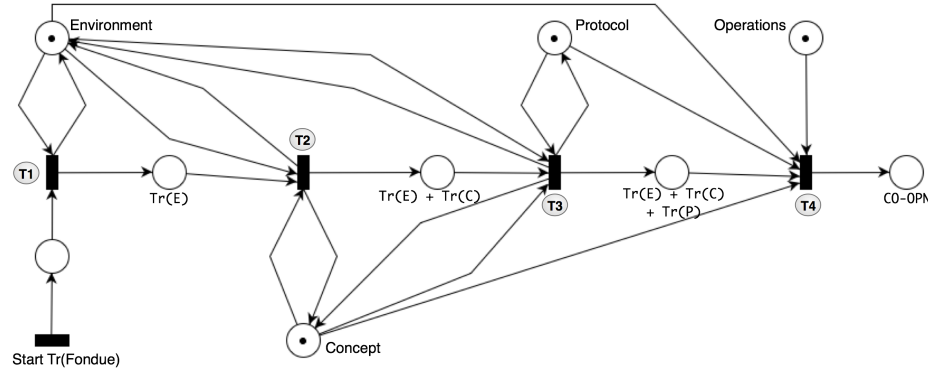 Environment
Protocol
Operations
T1
T2
T3
T4
Tr(E)
Tr(E) + Tr(C)
Tr(E) + Tr(C)
+ Tr(P)
CO-OPN
Concept
Start Tr(Fondue)